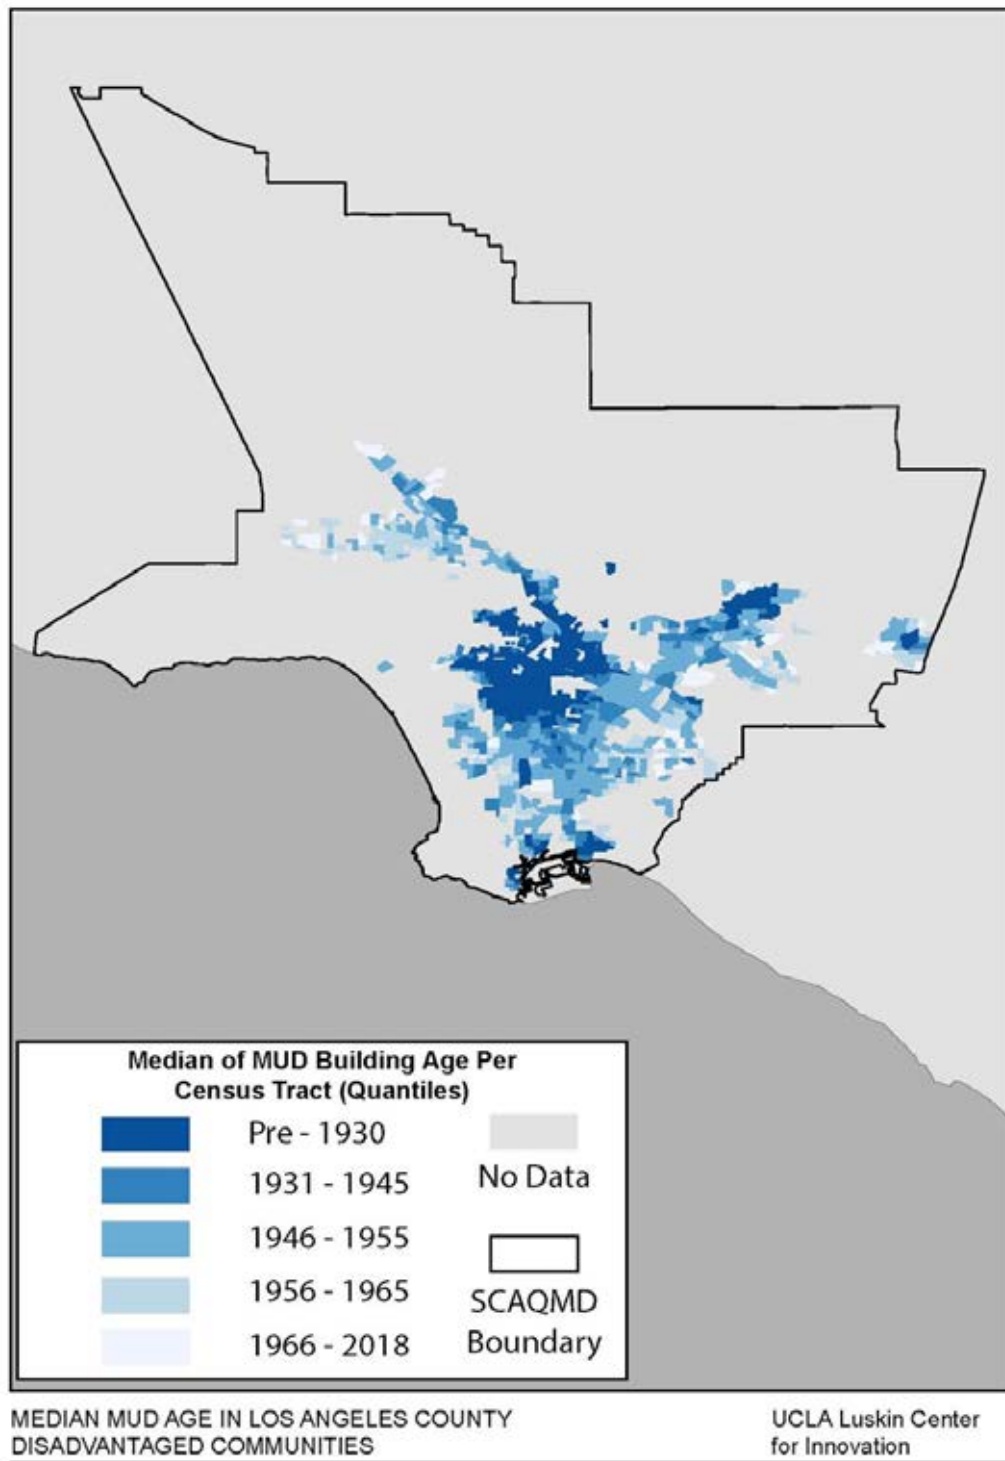 Median of MUD Building Age Per
Census Tract (Quantiles)
Pre - 1930
1931 - 1945
1946 - 1955
1956 - 1965
1966 - 2018
No Data
SCAQMD
Boundary
MEDIAN MUD AGE IN LOS ANGELES COUNTY
DISADVANTAGED COMMUNITIES
UCLA Luskin Center
for Innovation